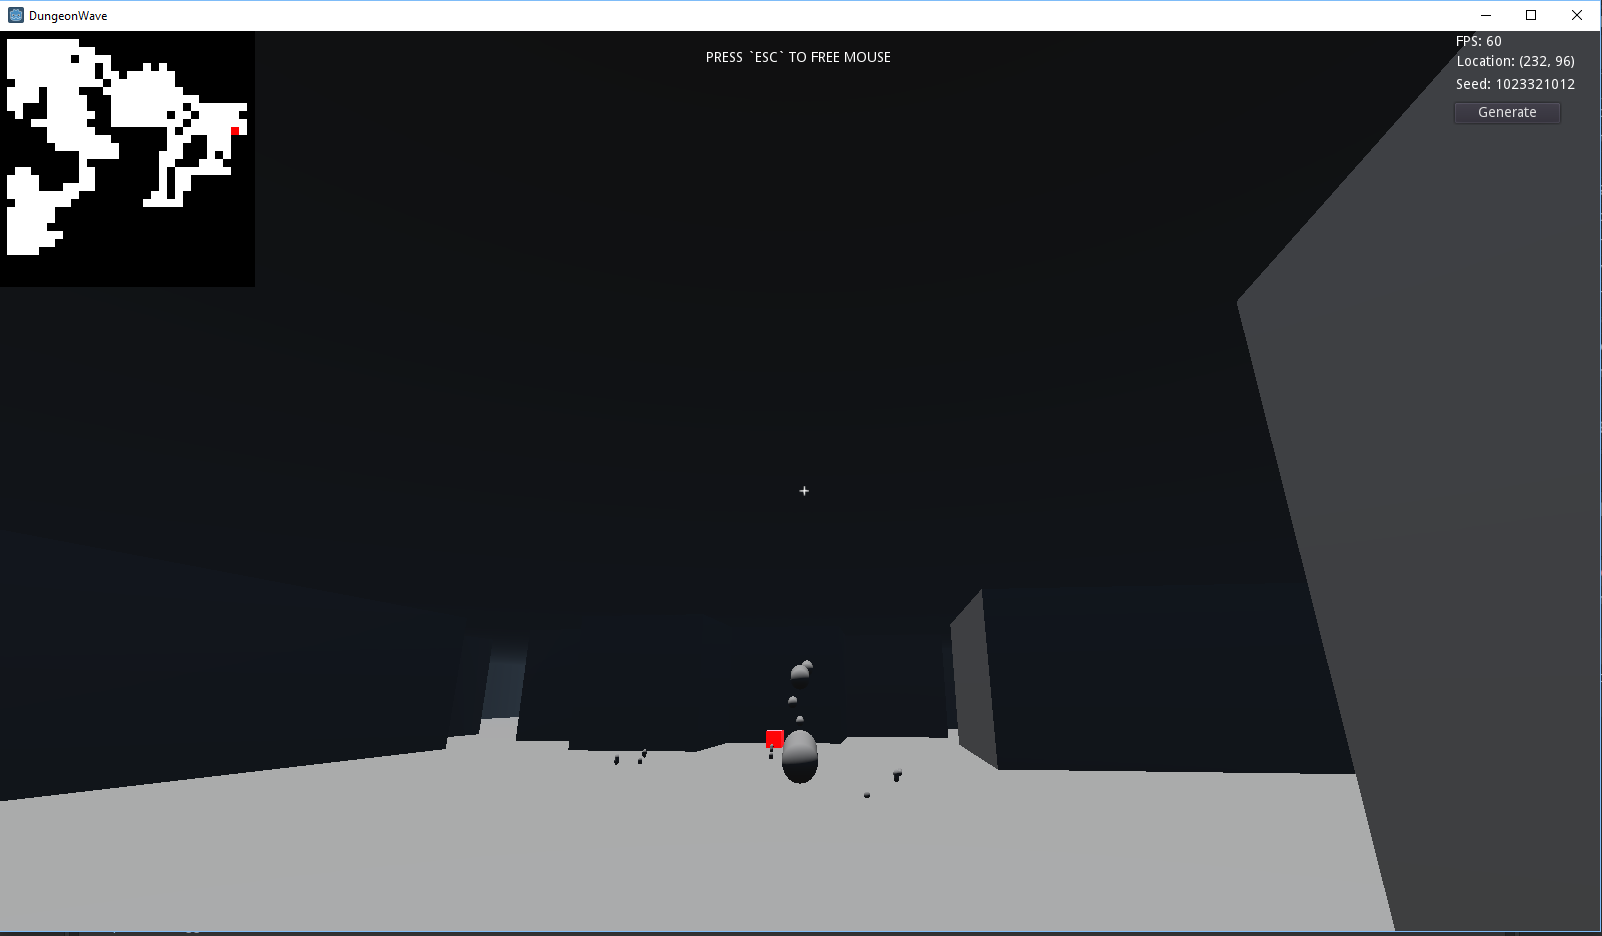 DungeonWave
PRESS `ESC` TO FREE MOUSE
FPS: 60
Location: (232, 96)
Seed: 1023321012
Generate